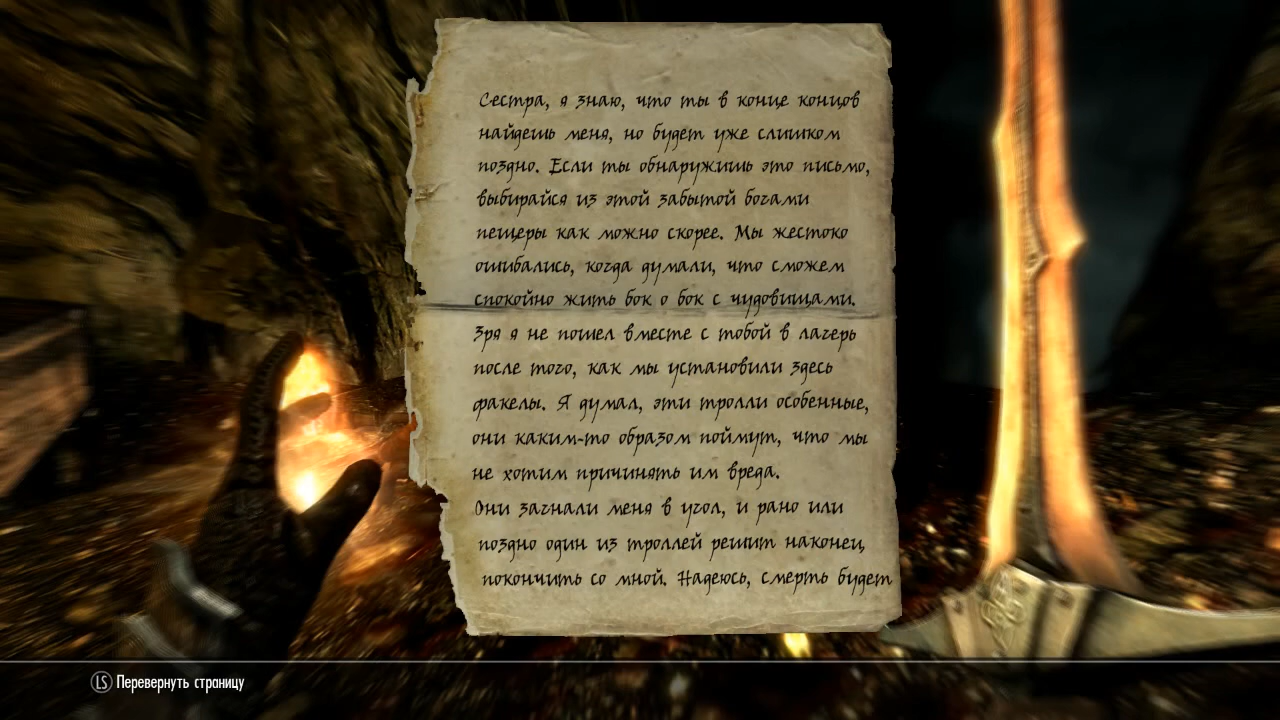 Сестра, я знаю, что ты в конце концов
найдешь меня, но будет уже слишком
поздно. Если ты обнаружишь это письмо,
выбирайся из этой забытой богами
пещеры как можно скорее. Мы жестоко
ошибались, когда думали, что сможем
спокойно жить бок о бок с чудовищами.
Зря я не пошел вместе с тобой в лагерь
после того, как мы установили здесь
факелы. Я думал, эти тролли особенные,
они каким-то образом поймут, что мы
не хотим причинять им вреда.
Они загнали меня в угол, и рано или
поздно один из троллей решит наконец
покончить со мной. Надеюсь, смерть будет
LS Перевернуть страницу